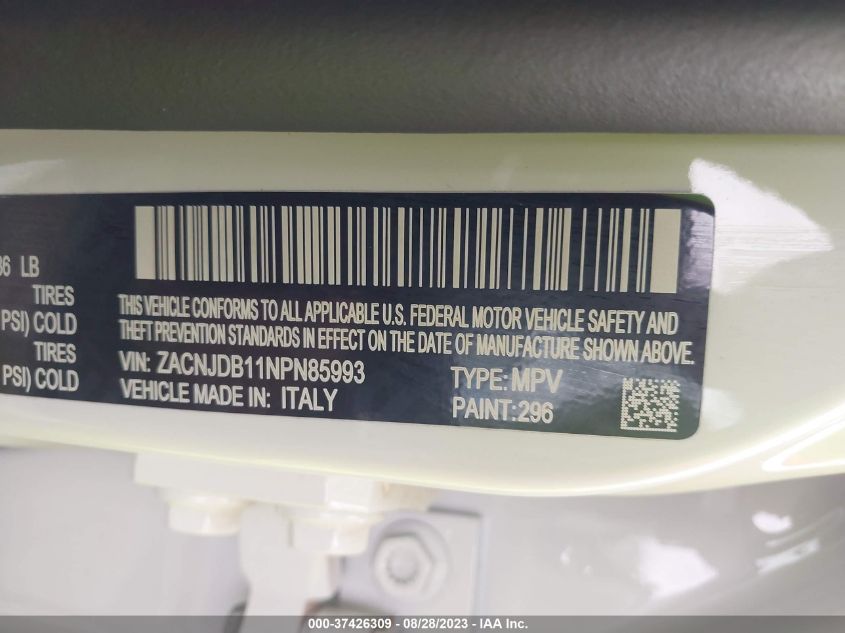 36 LB
TIRES
PSI) COLD
TIRES
PSI) COLD
THIS VEHICLE CONFORMS TO ALL APPLICABLE U.S. FEDERAL MOTOR VEHICLE SAFETY AND
THEFT PREVENTION STANDARDS IN EFFECT ON THE DATE OF MANUFACTURE SHOWN ABOVE.
VIN: ZACNJDB11NPN85993
TYPE: MPV
VEHICLE MADE IN: ITALY
PAINT: 296
000-37426309 - 08/28/2023 - IAA Inc.